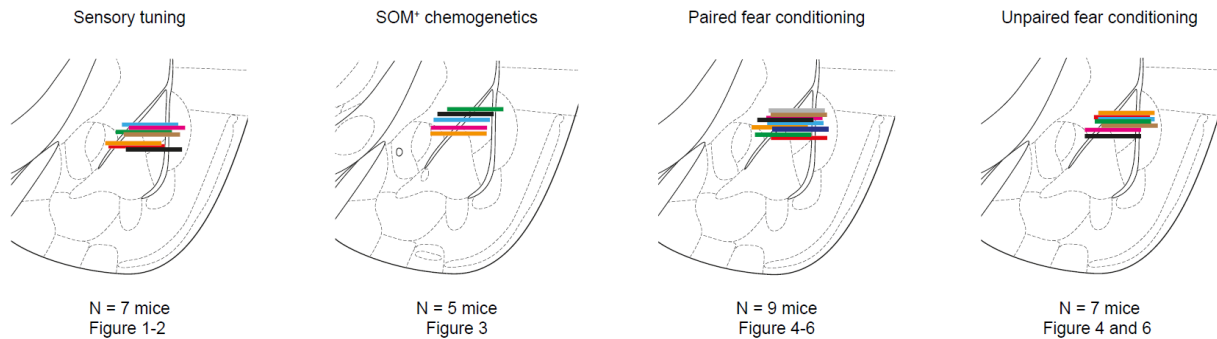 Sensory tuning
SOM⁺ chemogenetics
Paired fear conditioning
Unpaired fear conditioning
N = 7 mice
Figure 1-2
N = 5 mice
Figure 3
N = 9 mice
Figure 4-6
N = 7 mice
Figure 4 and 6